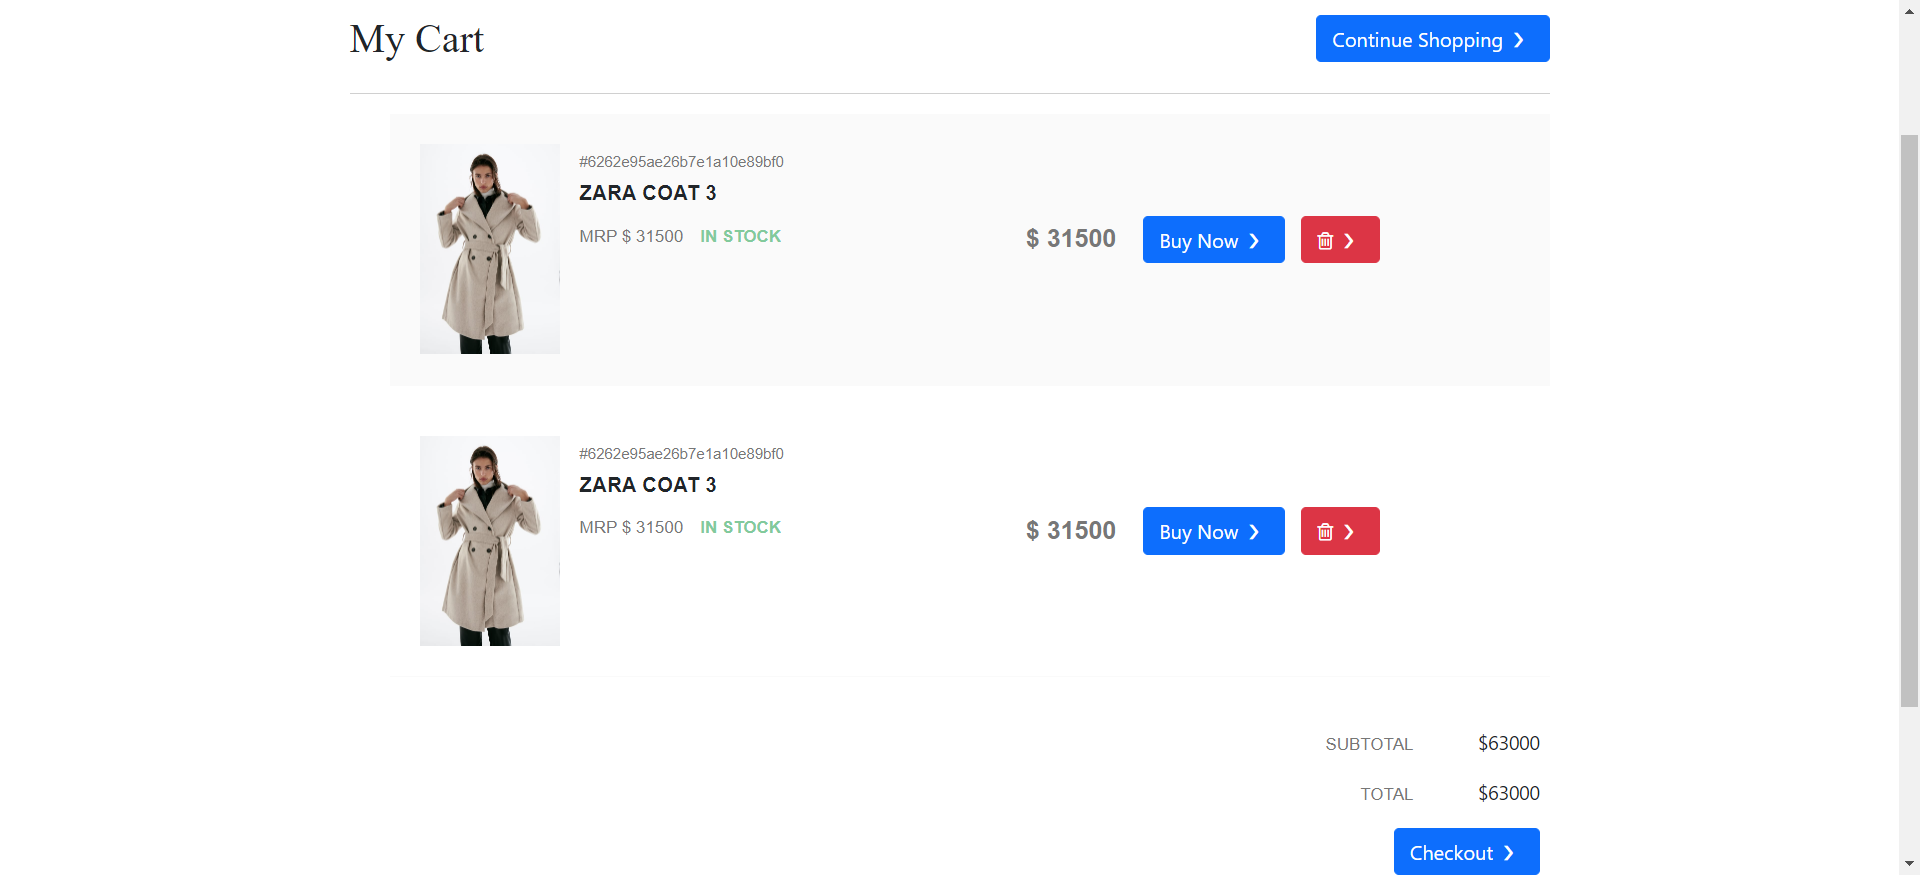 My Cart
Continue Shopping ❯
#6262e95ae26b7e1a10e89bf0
ZARA COAT 3
MRP $ 31500 IN STOCK
$ 31500
Buy Now ❯
❯
#6262e95ae26b7e1a10e89bf0
ZARA COAT 3
MRP $ 31500 IN STOCK
$ 31500
Buy Now ❯
❯
SUBTOTAL $63000
TOTAL $63000
Checkout ❯